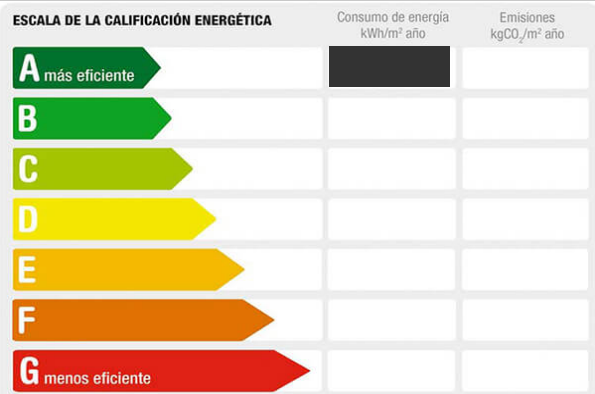 ESCALA DE LA CALIFICACIÓN ENERGÉTICA
Consumo de energía
kWh/m² año
Emisiones
kgCO₂/m² año
A más eficiente
B
C
D
E
F
G menos eficiente